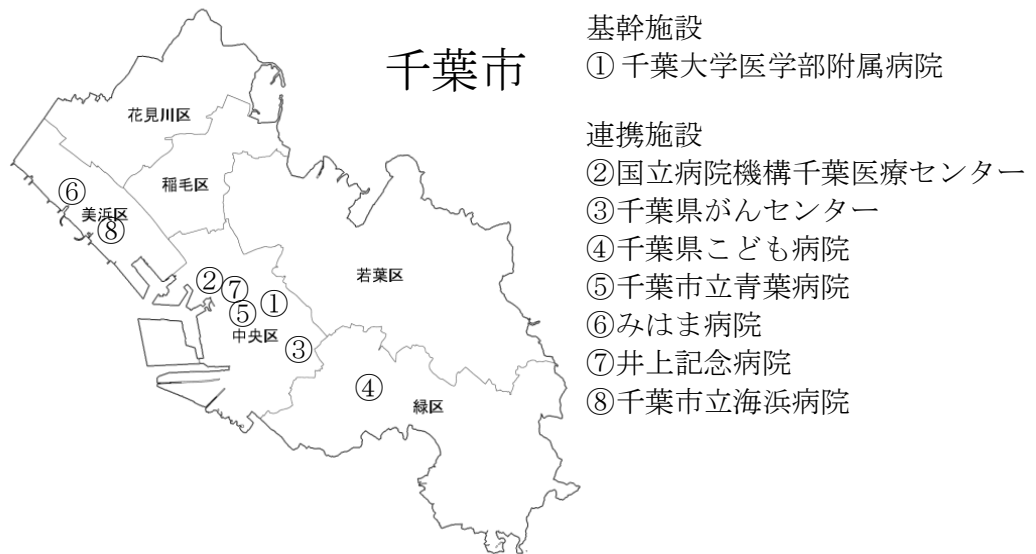 千葉市
花見川区
稲毛区
⑥
美浜区
⑧
若葉区
②
⑦
①
⑤
中央区
③
④
緑区
基幹施設
① 千葉大学医学部附属病院
連携施設
②国立病院機構千葉医療センター
③千葉県がんセンター
④千葉県こども病院
⑤千葉市立青葉病院
⑥みはま病院
⑦井上記念病院
⑧千葉市立海浜病院